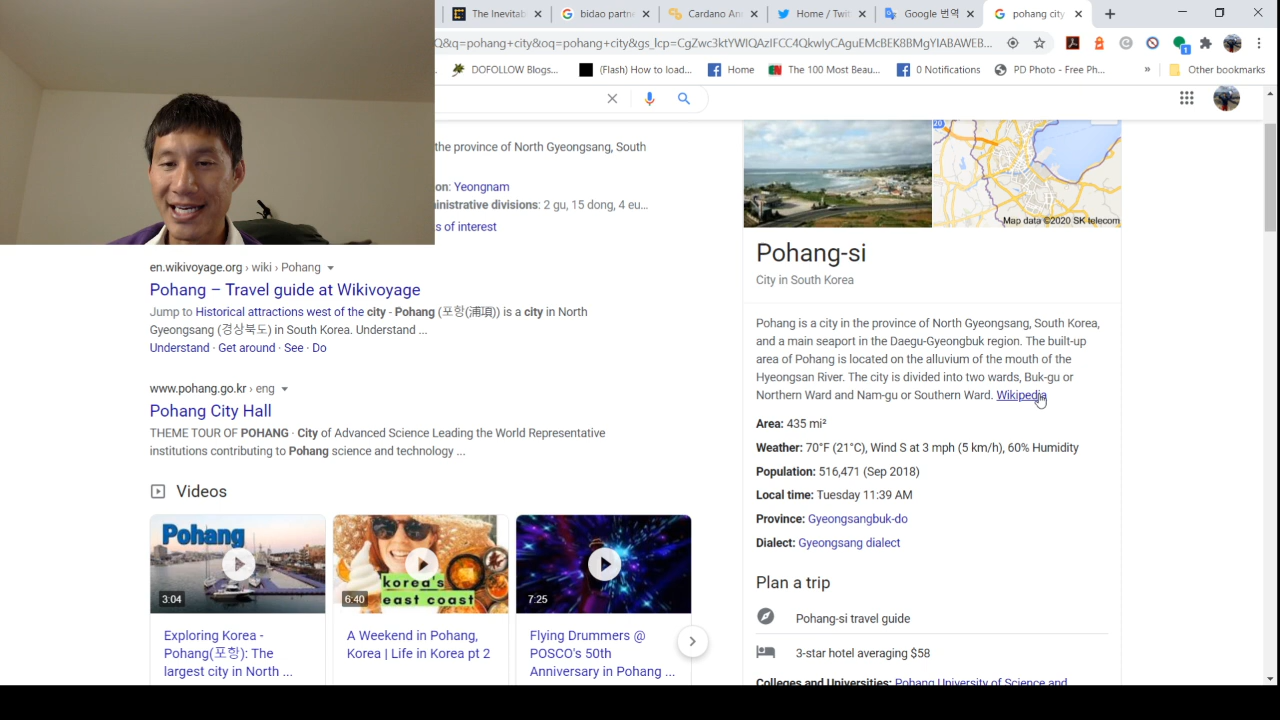 The Inevitab
bidao partne
Cardano Ann
Home / Twit
Google 번역
pohang city
Q&q=pohang+city&oq=pohang+city&gs_lcp=CgZwc3ktYWIQAzIFCC4QkwIyCAguEMcBEK8BMgYIABAWEB...
DOFOLLOW Blogs...
(Flash) How to load...
Home
The 100 Most Beau...
0 Notifications
PD Photo - Free Ph...
»
Other bookmarks
the province of North Gyeongsang, South
on: Yeongnam
ninistrative divisions: 2 gu, 15 dong, 4 eu...
s of interest
en.wikivoyage.org › wiki › Pohang
Pohang – Travel guide at Wikivoyage
Jump to Historical attractions west of the city - Pohang (포항(浦項)) is a city in North
Gyeongsang (경상북도) in South Korea. Understand ...
Understand · Get around · See · Do
www.pohang.go.kr › eng
Pohang City Hall
THEME TOUR OF POHANG · City of Advanced Science Leading the World Representative
institutions contributing to Pohang science and technology ...
Videos
Pohang
3:04
korea's
east coast
6:40
7:25
Exploring Korea -
Pohang(포항): The
largest city in North ...
A Weekend in Pohang,
Korea | Life in Korea pt 2
Flying Drummers @
POSCO's 50th
Anniversary in Pohang ...
20
Map data ©2020 SK telecom
Pohang-si
City in South Korea
Pohang is a city in the province of North Gyeongsang, South Korea,
and a main seaport in the Daegu-Gyeongbuk region. The built-up
area of Pohang is located on the alluvium of the mouth of the
Hyeongsan River. The city is divided into two wards, Buk-gu or
Northern Ward and Nam-gu or Southern Ward. Wikipedia
Area: 435 mi²
Weather: 70°F (21°C), Wind S at 3 mph (5 km/h), 60% Humidity
Population: 516,471 (Sep 2018)
Local time: Tuesday 11:39 AM
Province: Gyeongsangbuk-do
Dialect: Gyeongsang dialect
Plan a trip
Pohang-si travel guide
3-star hotel averaging $58
Colleges and Universities: Pohang University of Science and